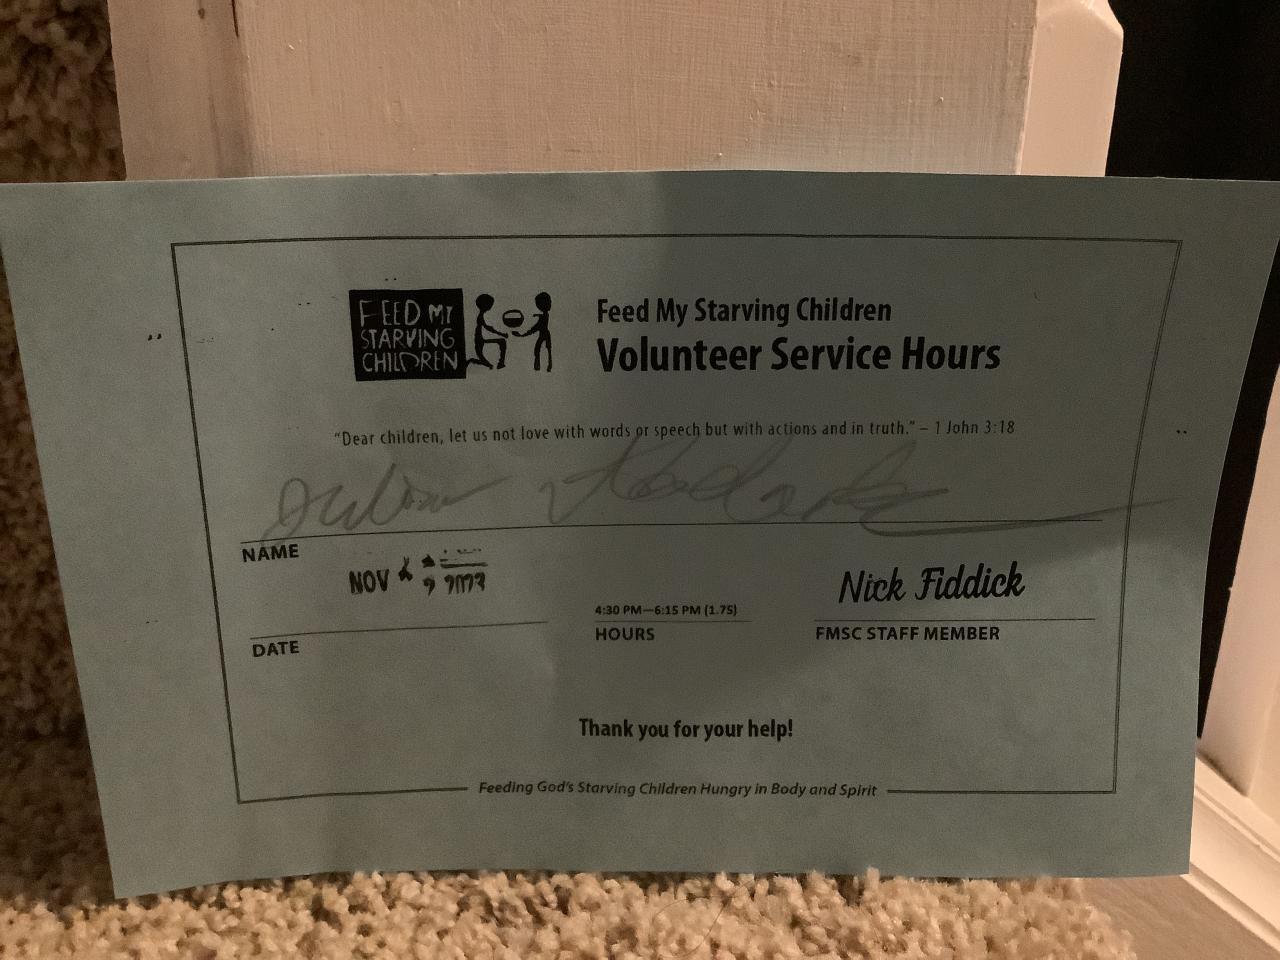 FEED MY
STARVING
CHILDREN
Feed My Starving Children
Volunteer Service Hours
“Dear children, let us not love with words or speech but with actions and in truth.” – 1 John 3:18
NAME
NOV
DATE
4:30 PM—6:15 PM (1.75)
HOURS
Nick Fiddick
FMSC STAFF MEMBER
Thank you for your help!
Feeding God's Starving Children Hungry in Body and Spirit